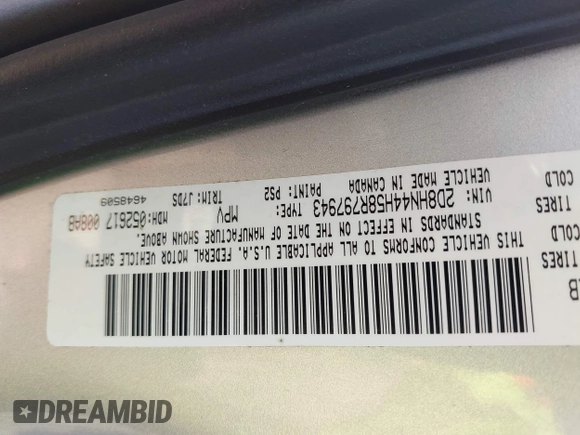 THIS VEHICLE CONFORMS TO ALL APPLICABLE U.S.A. FEDERAL MOTOR VEHICLE SAFETY
STANDARDS IN EFFECT ON THE DATE OF MANUFACTURE SHOWN ABOVE.
VIN: 2D8HN44H58R797943 TYPE: MPV MDH:052617 008AB
VEHICLE MADE IN CANADA PAINT: PS2 TRIM: J7DS 4648509
LB
TIRES
COLD
TIRES
COLD
DREAMBID